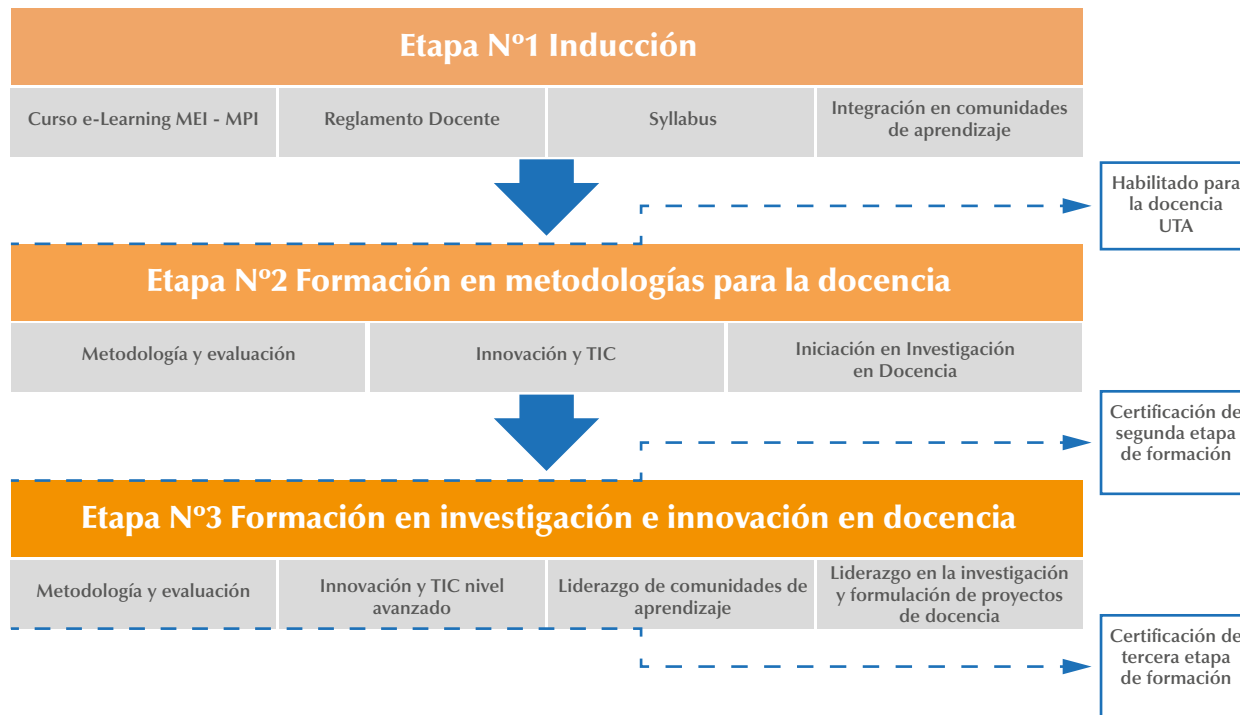 Etapa Nº1 Inducción
Curso e-Learning MEI - MPI
Reglamento Docente
Syllabus
Integración en comunidades
de aprendizaje
Habilitado para
la docencia
UTA
Etapa Nº2 Formación en metodologías para la docencia
Metodología y evaluación
Innovación y TIC
Iniciación en Investigación
en Docencia
Certificación de
segunda etapa
de formación
Etapa Nº3 Formación en investigación e innovación en docencia
Metodología y evaluación
Innovación y TIC nivel
avanzado
Liderazgo de comunidades de
aprendizaje
Liderazgo en la investigación
y formulación de proyectos
de docencia
Certificación de
tercera etapa
de formación